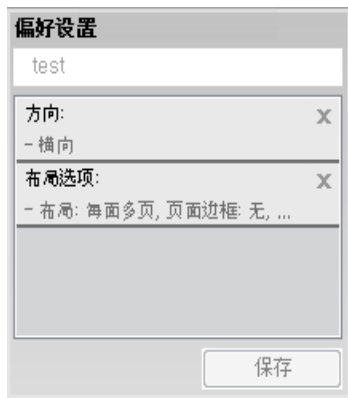 偏好设置
test
方向:
- 横向
布局选项:
- 布局: 每面多页, 页面边框: 无, ...
保存